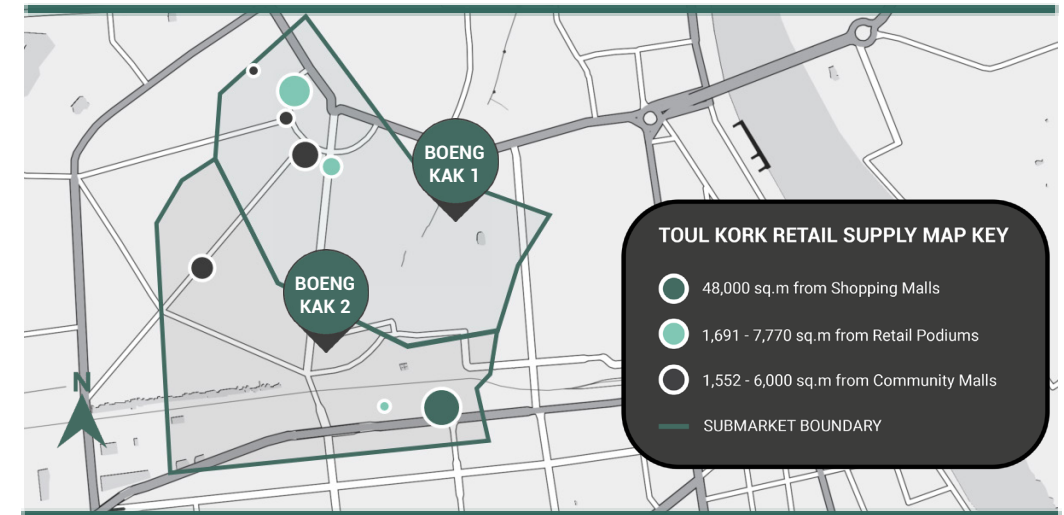 BOENG
KAK 1
BOENG
KAK 2
N
TOUL KORK RETAIL SUPPLY MAP KEY
48,000 sq.m from Shopping Malls
1,691 - 7,770 sq.m from Retail Podiums
1,552 - 6,000 sq.m from Community Malls
SUBMARKET BOUNDARY